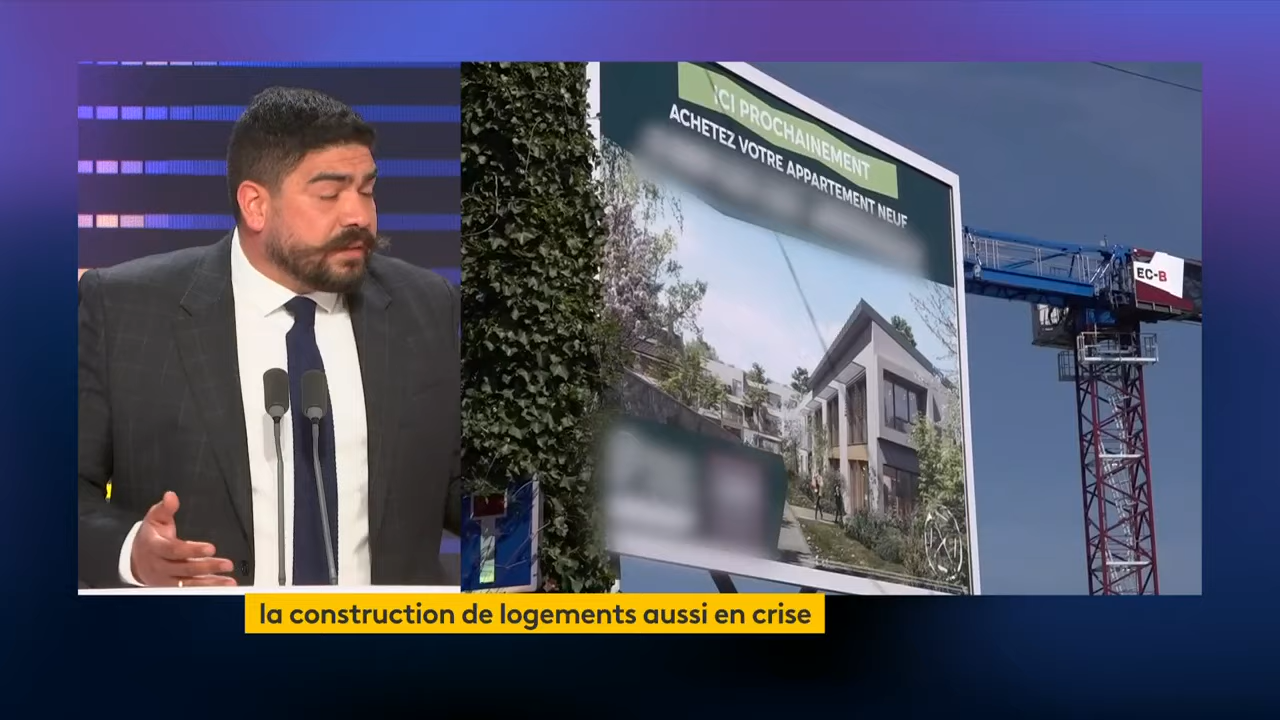 ICI PROCHAINEMENT
ACHETEZ VOTRE APPARTEMENT NEUF
EC-B
la construction de logements aussi en crise